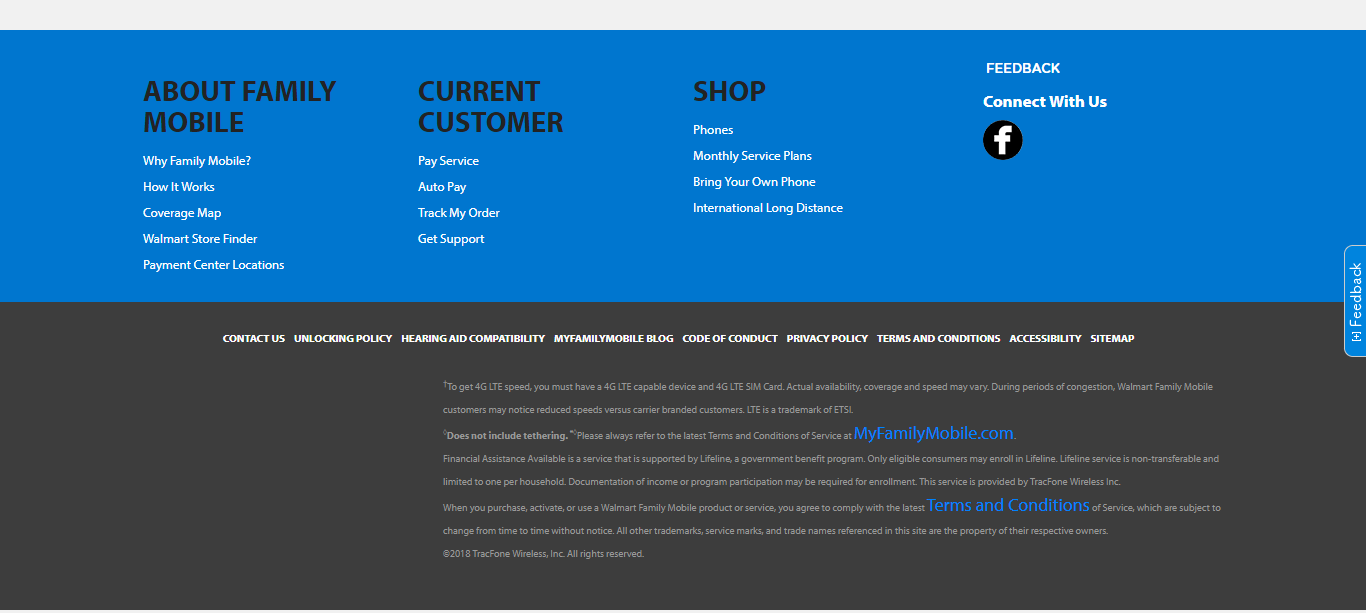 ABOUT FAMILY
MOBILE
Why Family Mobile?
How It Works
Coverage Map
Walmart Store Finder
Payment Center Locations
CURRENT
CUSTOMER
Pay Service
Auto Pay
Track My Order
Get Support
SHOP
Phones
Monthly Service Plans
Bring Your Own Phone
International Long Distance
FEEDBACK
Connect With Us
[+] Feedback
CONTACT US UNLOCKING POLICY HEARING AID COMPATIBILITY MYFAMILYMOBILE BLOG CODE OF CONDUCT PRIVACY POLICY TERMS AND CONDITIONS ACCESSIBILITY SITEMAP
†To get 4G LTE speed, you must have a 4G LTE capable device and 4G LTE SIM Card. Actual availability, coverage and speed may vary. During periods of congestion, Walmart Family Mobile
customers may notice reduced speeds versus carrier branded customers. LTE is a trademark of ETSI.
◊Does not include tethering. *◊Please always refer to the latest Terms and Conditions of Service at MyFamilyMobile.com.
Financial Assistance Available is a service that is supported by Lifeline, a government benefit program. Only eligible consumers may enroll in Lifeline. Lifeline service is non-transferable and
limited to one per household. Documentation of income or program participation may be required for enrollment. This service is provided by TracFone Wireless Inc.
When you purchase, activate, or use a Walmart Family Mobile product or service, you agree to comply with the latest Terms and Conditions of Service, which are subject to
change from time to time without notice. All other trademarks, service marks, and trade names referenced in this site are the property of their respective owners.
©2018 TracFone Wireless, Inc. All rights reserved.